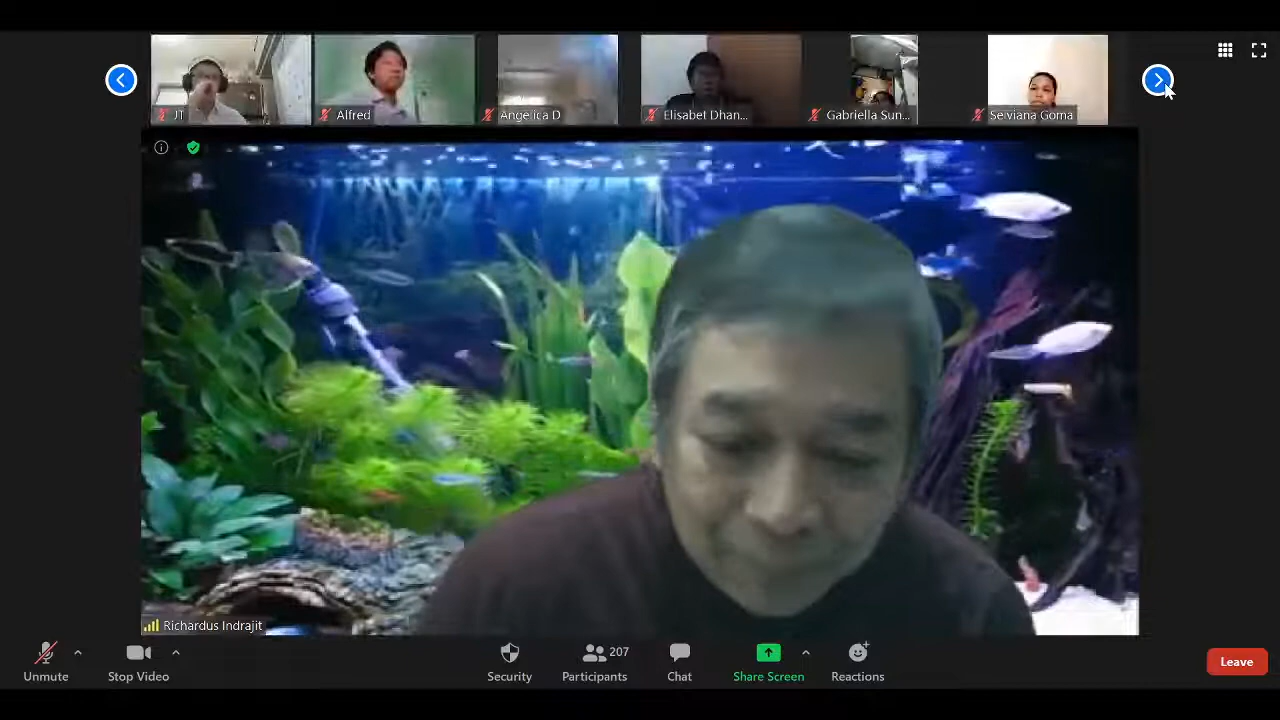 JT
Alfred
Angelica D
Elisabet Dhan...
Gabriella Sun...
Selviana Goma
Richardus Indrajit
Unmute
Stop Video
Security
207
Participants
Chat
Share Screen
Reactions
Leave